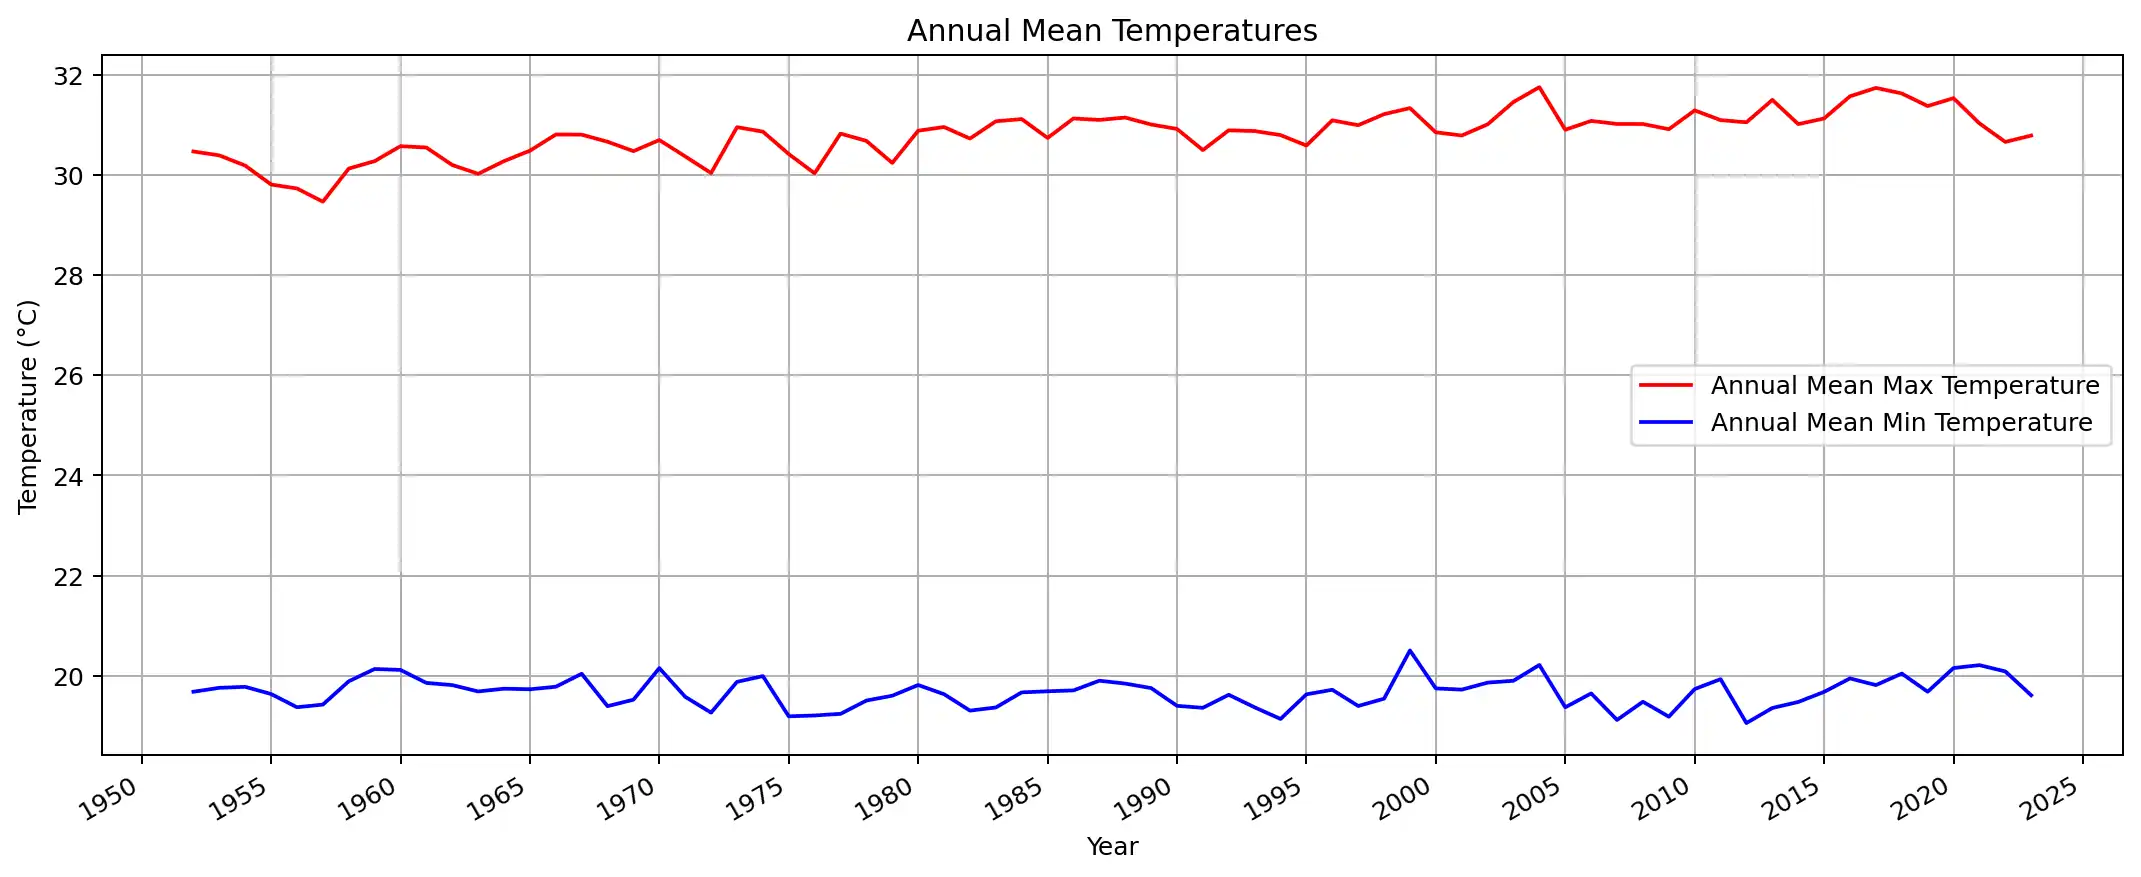 Annual Mean Temperatures
32
30
28
26
24
22
20
Temperature (°C)
Annual Mean Max Temperature
Annual Mean Min Temperature
1950 1955 1960 1965 1970 1975 1980 1985 1990 1995 2000 2005 2010 2015 2020 2025
Year